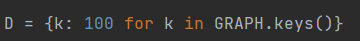 D = {k: 100 for k in GRAPH.keys()}